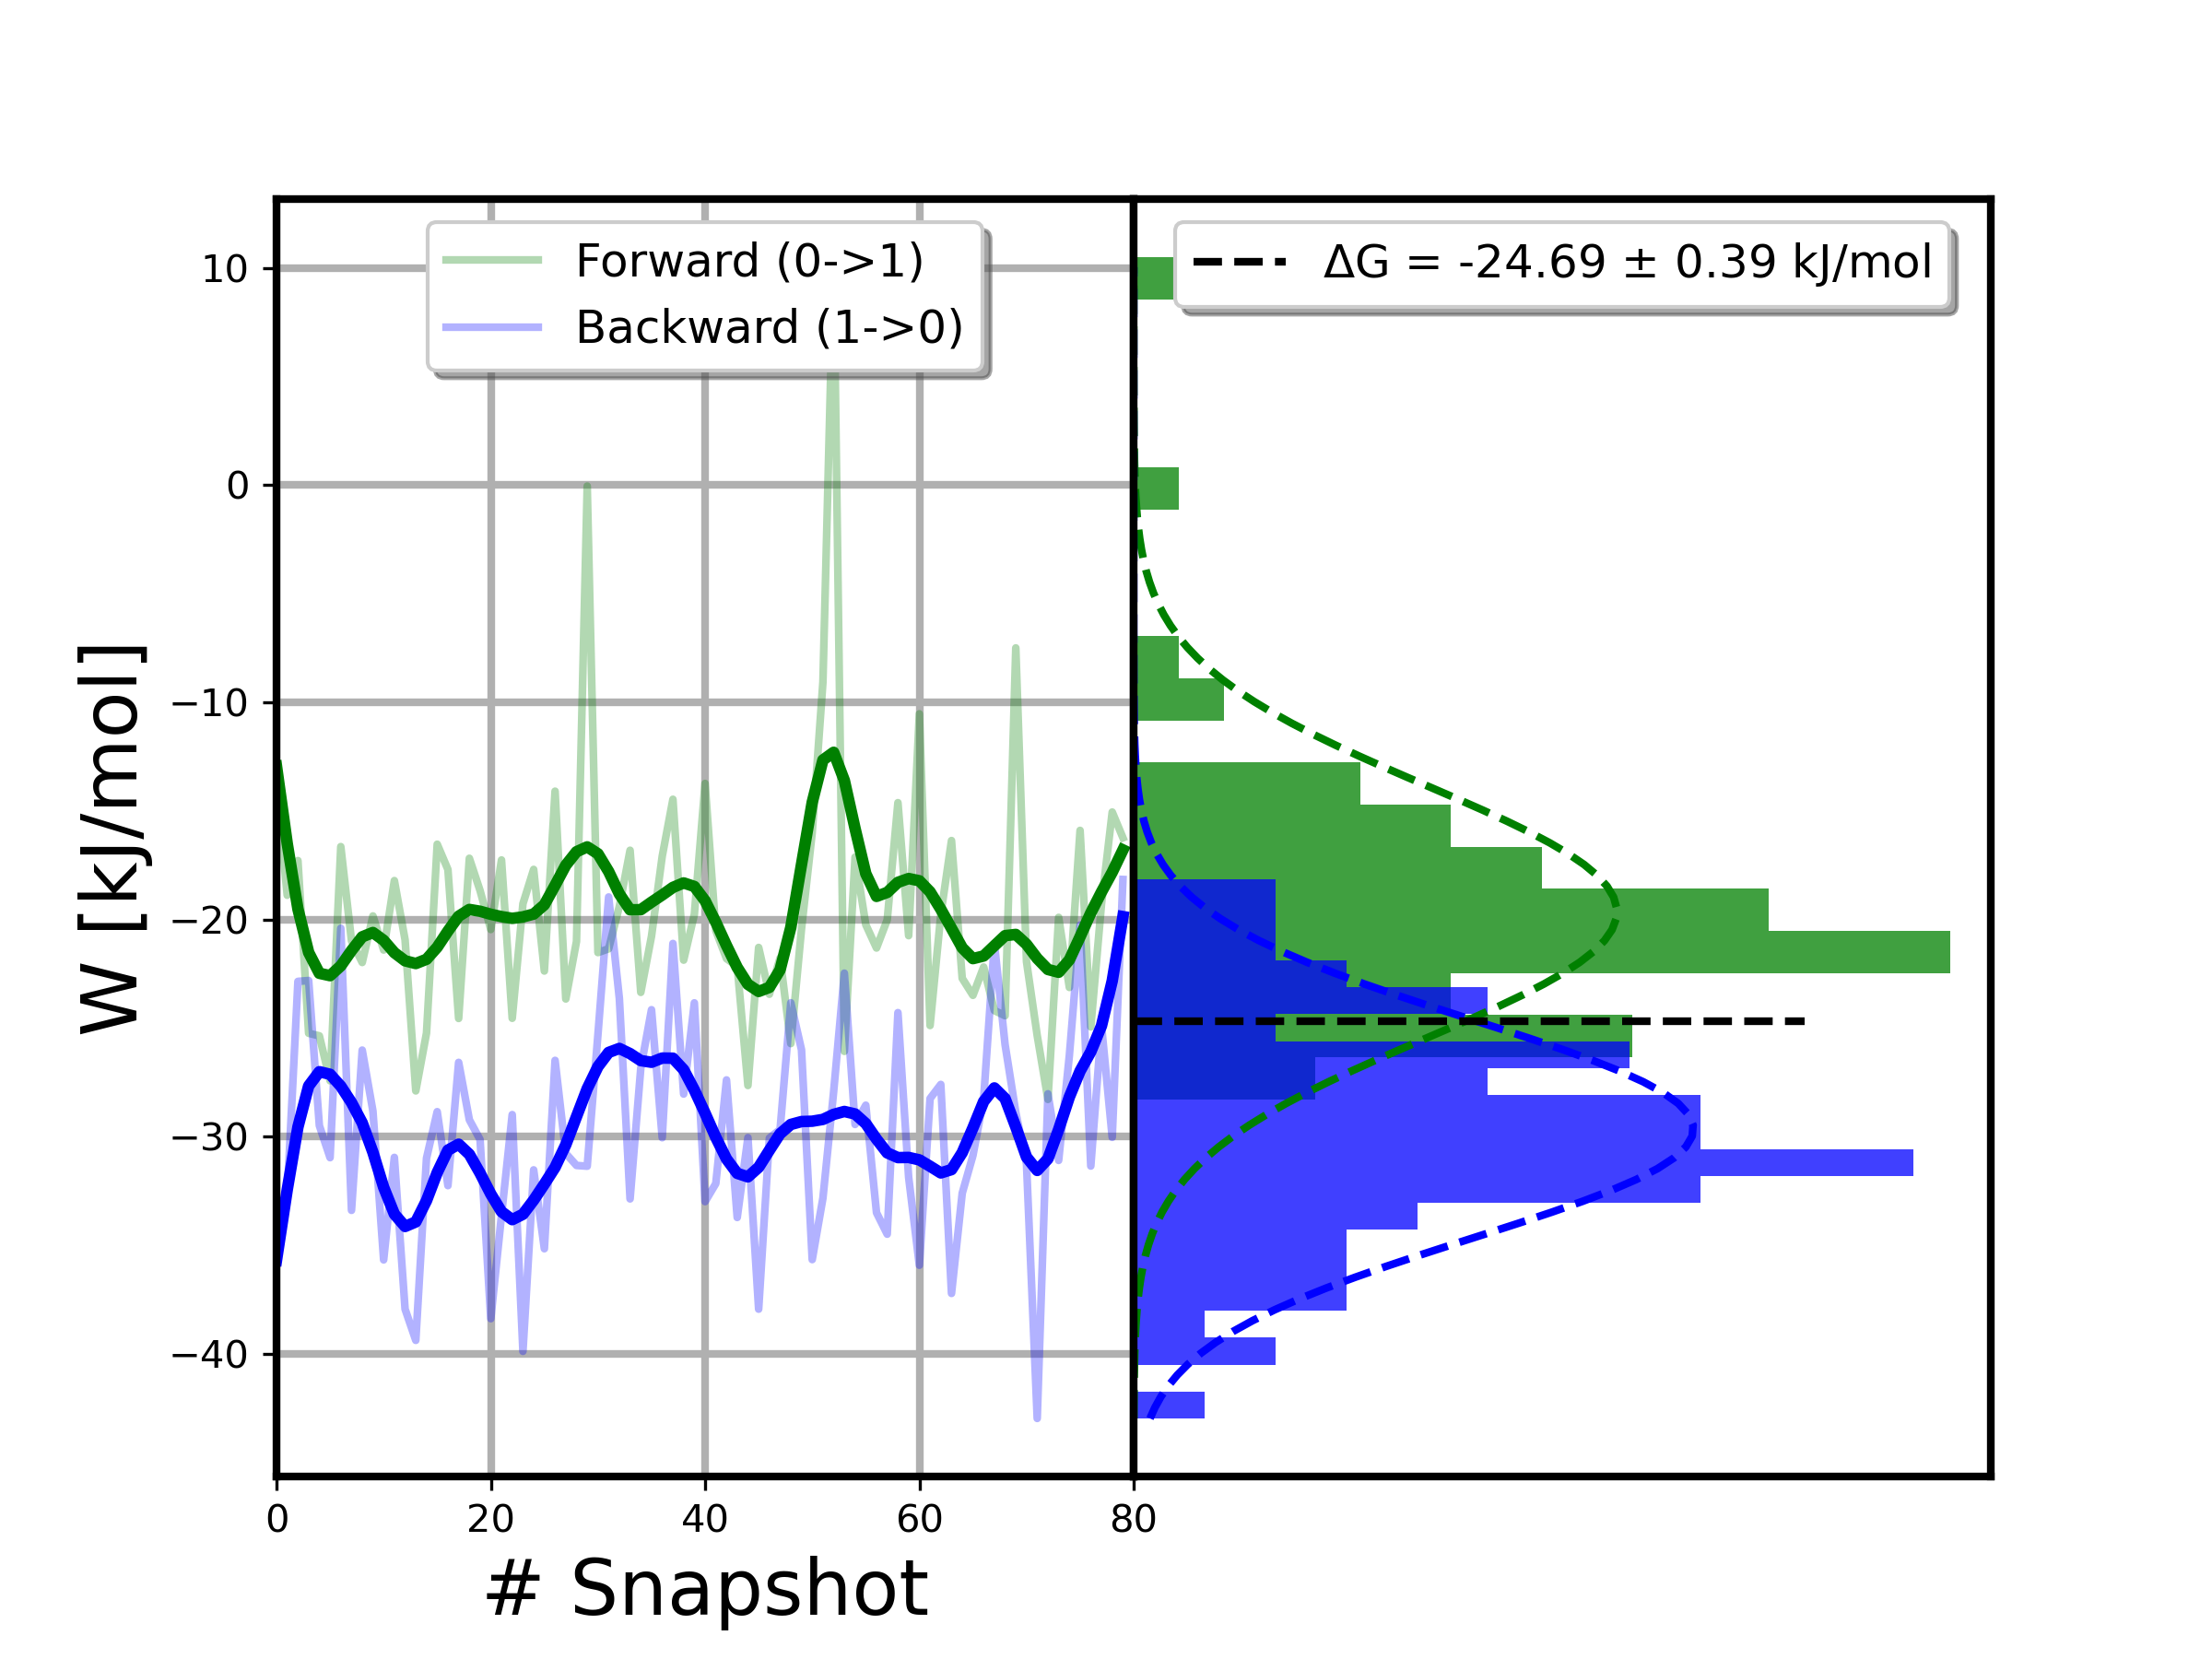 Forward (0->1)
Backward (1->0)
ΔG = -24.69 ± 0.39 kJ/mol
W [kJ/mol]
10
0
−10
−20
−30
−40
0 20 40 60 80
# Snapshot